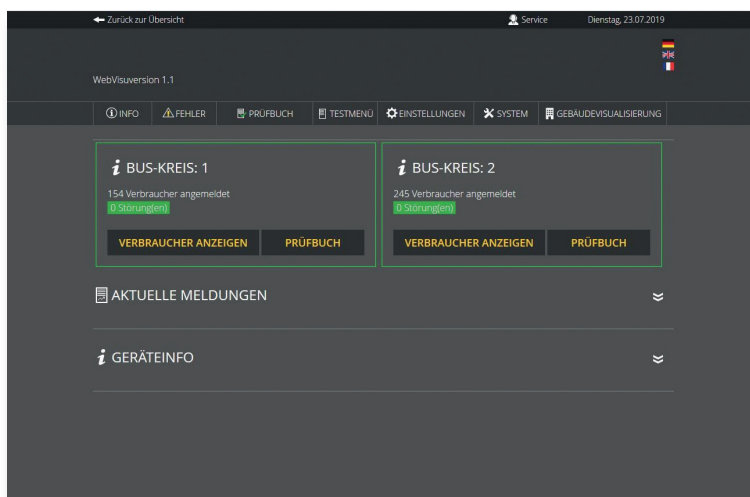 Zurück zur Übersicht Service Dienstag, 23.07.2019
WebVisuversion 1.1
INFO FEHLER PRÜFBUCH TESTMENÜ EINSTELLUNGEN SYSTEM GEBÄUDEVISUALISIERUNG
BUS-KREIS: 1
154 Verbraucher angemeldet
0 Störung(en)
VERBRAUCHER ANZEIGEN PRÜFBUCH
BUS-KREIS: 2
245 Verbraucher angemeldet
0 Störung(en)
VERBRAUCHER ANZEIGEN PRÜFBUCH
AKTUELLE MELDUNGEN
GERÄTEINFO